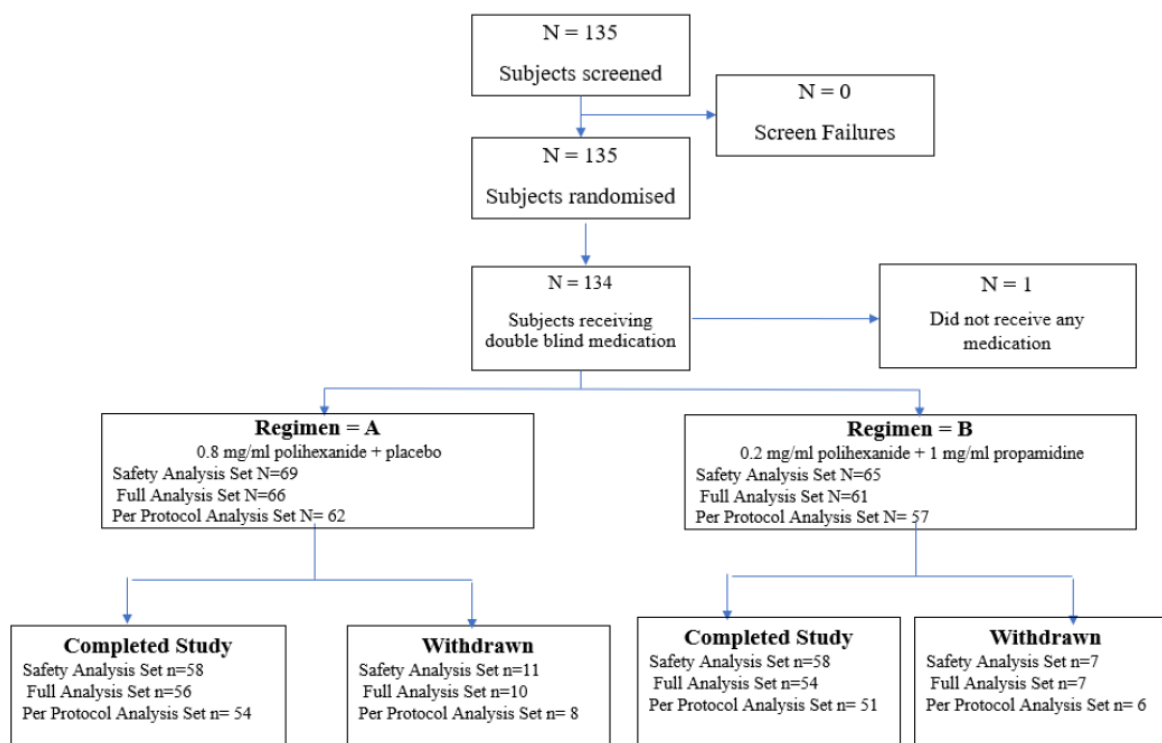 N = 135
Subjects screened
N = 0
Screen Failures
N = 135
Subjects randomised
N = 134
Subjects receiving
double blind medication
N = 1
Did not receive any
medication
Regimen = A
0.8 mg/ml polihexanide + placebo
Safety Analysis Set N=69
Full Analysis Set N=66
Per Protocol Analysis Set N= 62
Regimen = B
0.2 mg/ml polihexanide + 1 mg/ml propamidine
Safety Analysis Set N=65
Full Analysis Set N=61
Per Protocol Analysis Set N= 57
Completed Study
Safety Analysis Set n=58
Full Analysis Set n=56
Per Protocol Analysis Set n= 54
Withdrawn
Safety Analysis Set n=11
Full Analysis Set n=10
Per Protocol Analysis Set n= 8
Completed Study
Safety Analysis Set n=58
Full Analysis Set n=54
Per Protocol Analysis Set n= 51
Withdrawn
Safety Analysis Set n=7
Full Analysis Set n=7
Per Protocol Analysis Set n= 6